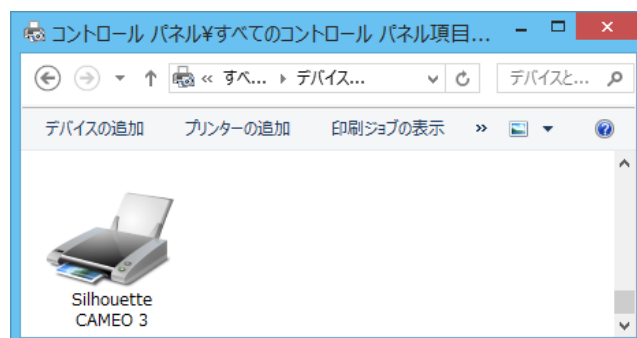 コントロール パネル¥すべてのコントロール パネル項目...
« すべ... デバイス... デバイスと...
デバイスの追加 プリンターの追加 印刷ジョブの表示 »
Silhouette
CAMEO 3